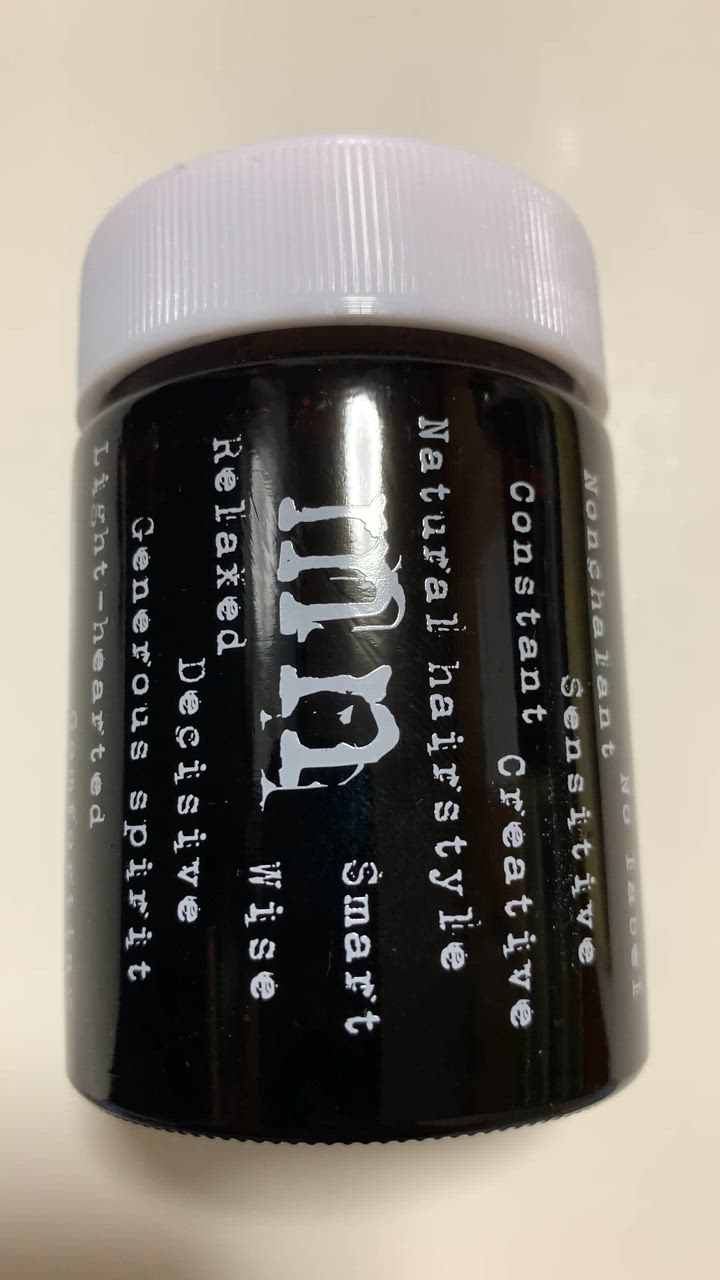 No label
Nonchalant
Sensitive
Constant
Creative
Natural hairstyle
Smart
mn
Wise
Relaxed
Decisive
Generous spirit
Light-hearted